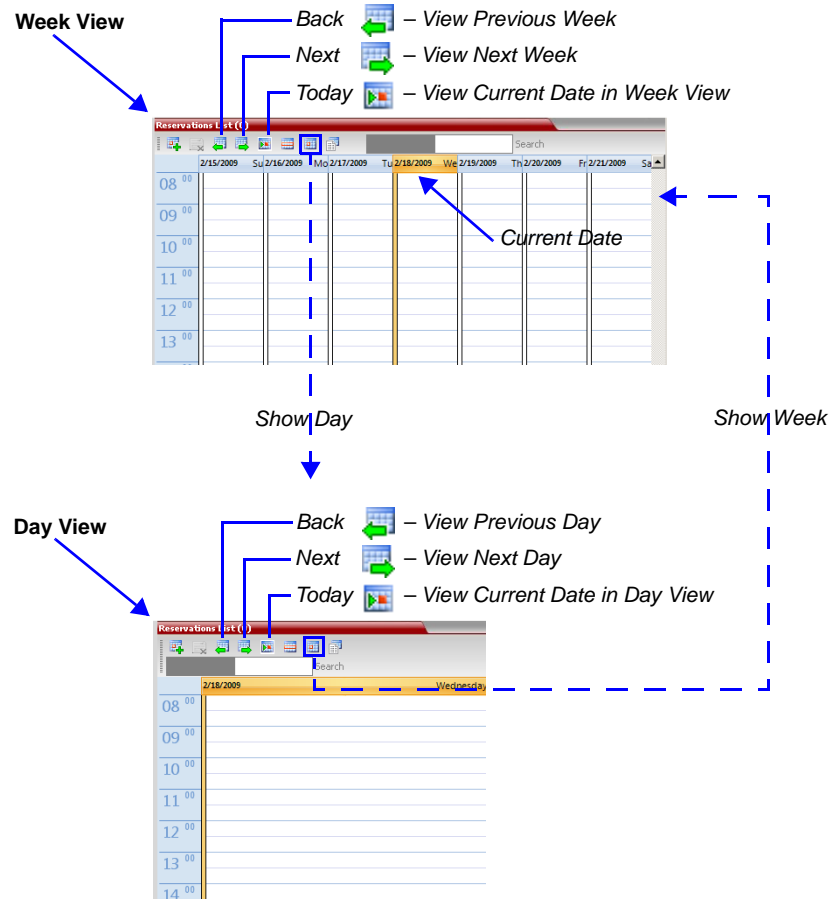 Week View
Back – View Previous Week
Next – View Next Week
Today – View Current Date in Week View
Reservations List
Search
2/15/2009 Su 2/16/2009 Mo 2/17/2009 Tu 2/18/2009 We 2/19/2009 Th 2/20/2009 Fr 2/21/2009 Sa
08 00
09 00
Current Date
10 00
11 00
12 00
13 00
Show Day
Show Week
Day View
Back – View Previous Day
Next – View Next Day
Today – View Current Date in Day View
Reservations List
Search
2/18/2009 Wednesday
08 00
09 00
10 00
11 00
12 00
13 00
14 00